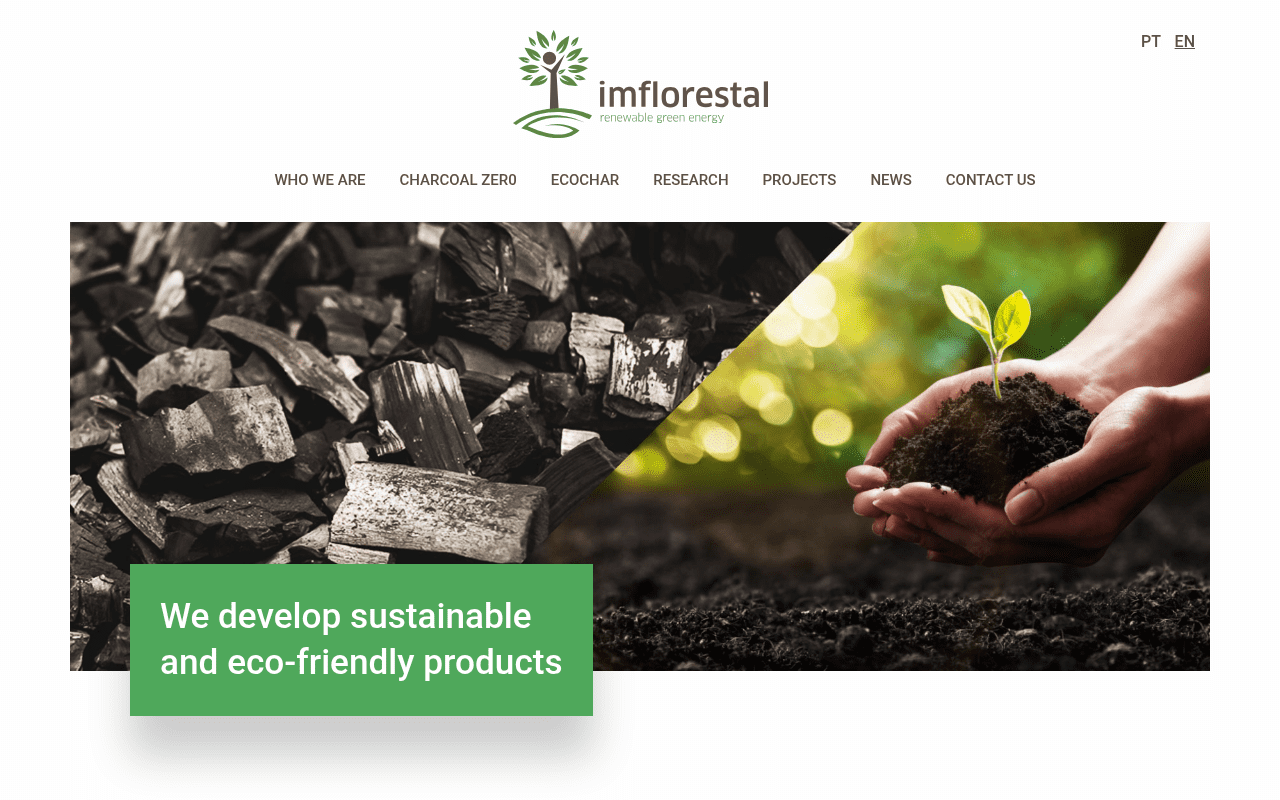 PT EN
imflorestal
renewable green energy
WHO WE ARE CHARCOAL ZER0 ECOCHAR RESEARCH PROJECTS NEWS CONTACT US
We develop sustainable
and eco-friendly products